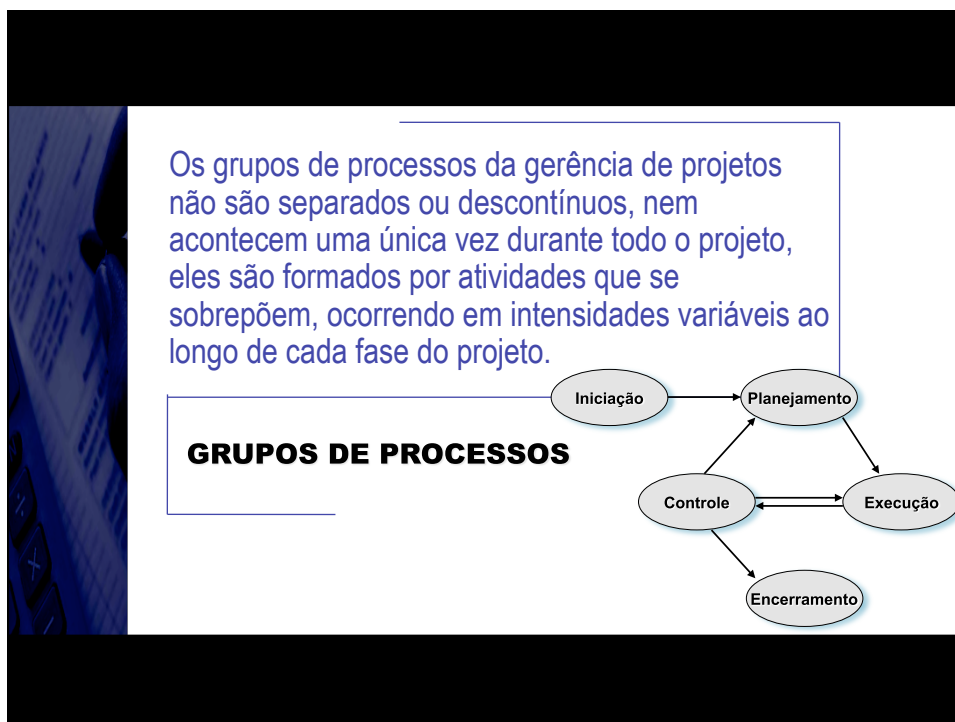 Os grupos de processos da gerência de projetos
não são separados ou descontínuos, nem
acontecem uma única vez durante todo o projeto,
eles são formados por atividades que se
sobrepõem, ocorrendo em intensidades variáveis ao
longo de cada fase do projeto.
Iniciação
Planejamento
GRUPOS DE PROCESSOS
Controle
Execução
Encerramento